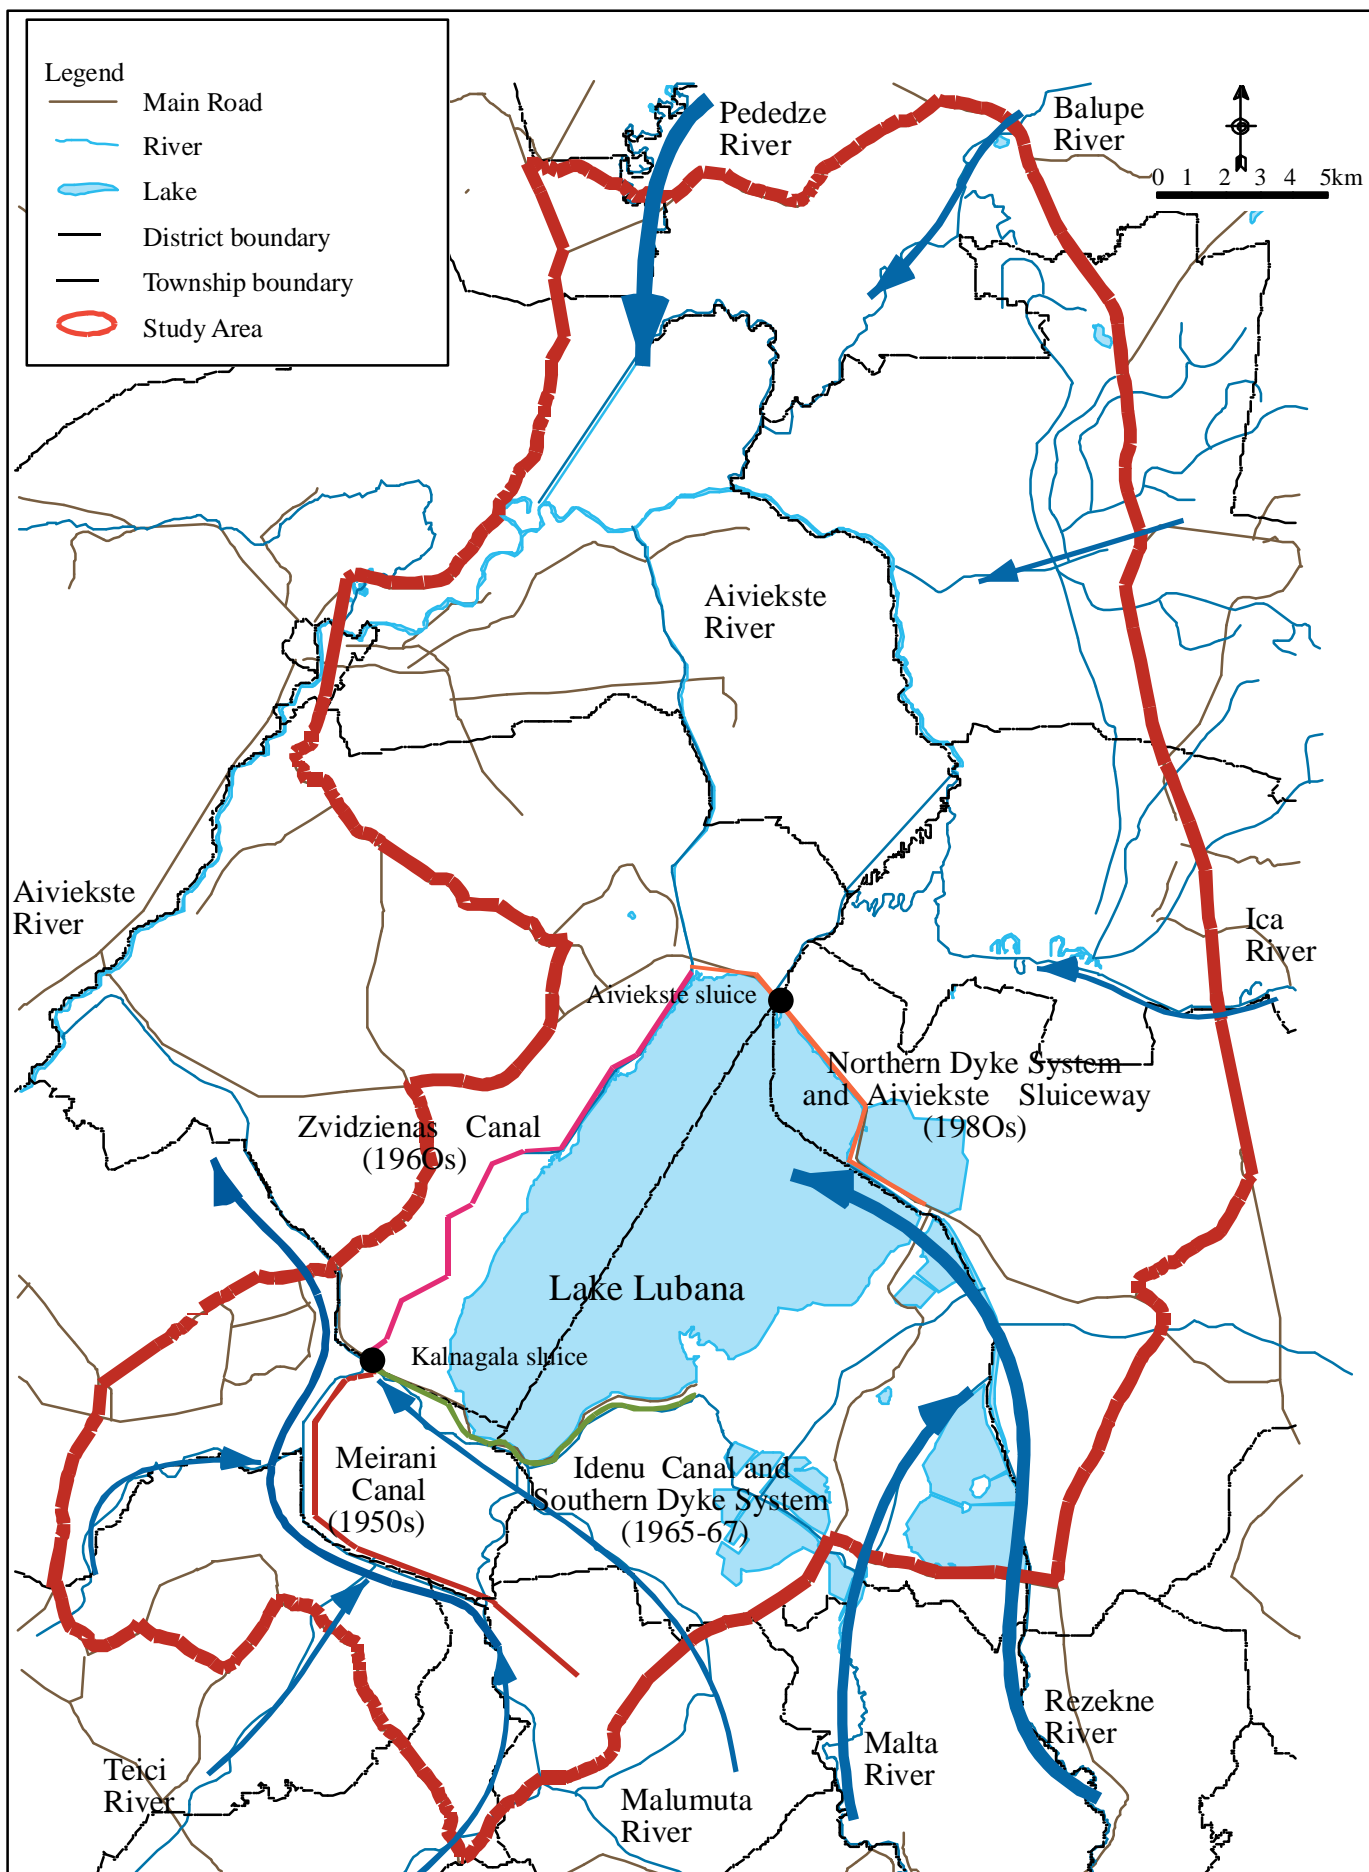 Legend
Main Road
River
Lake
District boundary
Township boundary
Study Area
Pededze
River
Balupe
River
0 1 2 3 4 5km
Aiviekste
River
Aiviekste
River
Ica
River
Aiviekste sluice
Northern Dyke System
and Aiviekste Sluiceway
(198Os)
Zvidzienas Canal
(196Os)
Lake Lubana
Kalnagala sluice
Meirani
Canal
(1950s)
Idenu Canal and
Southern Dyke System
(1965-67)
Rezekne
River
Malta
River
Teici
River
Malumuta
River